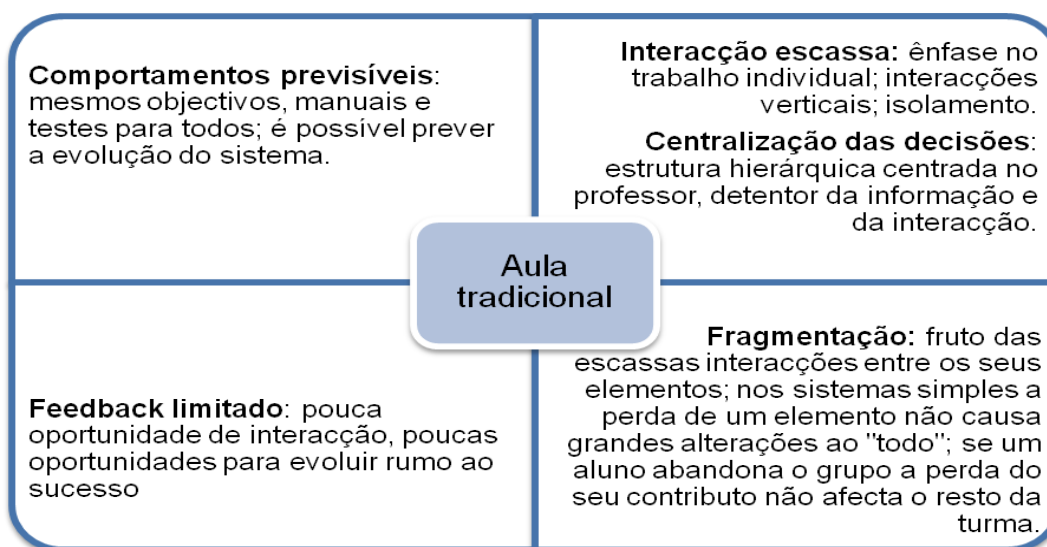 Comportamentos previsíveis:
mesmos objectivos, manuais e
testes para todos; é possível prever
a evolução do sistema.
Interacção escassa: ênfase no
trabalho individual; interacções
verticais; isolamento.
Centralização das decisões:
estrutura hierárquica centrada no
professor, detentor da informação e
da interacção.
Aula
tradicional
Feedback limitado: pouca
oportunidade de interacção, poucas
oportunidades para evoluir rumo ao
sucesso
Fragmentação: fruto das
escassas interacções entre os seus
elementos; nos sistemas simples a
perda de um elemento não causa
grandes alterações ao "todo"; se um
aluno abandona o grupo a perda do
seu contributo não afecta o resto da
turma.